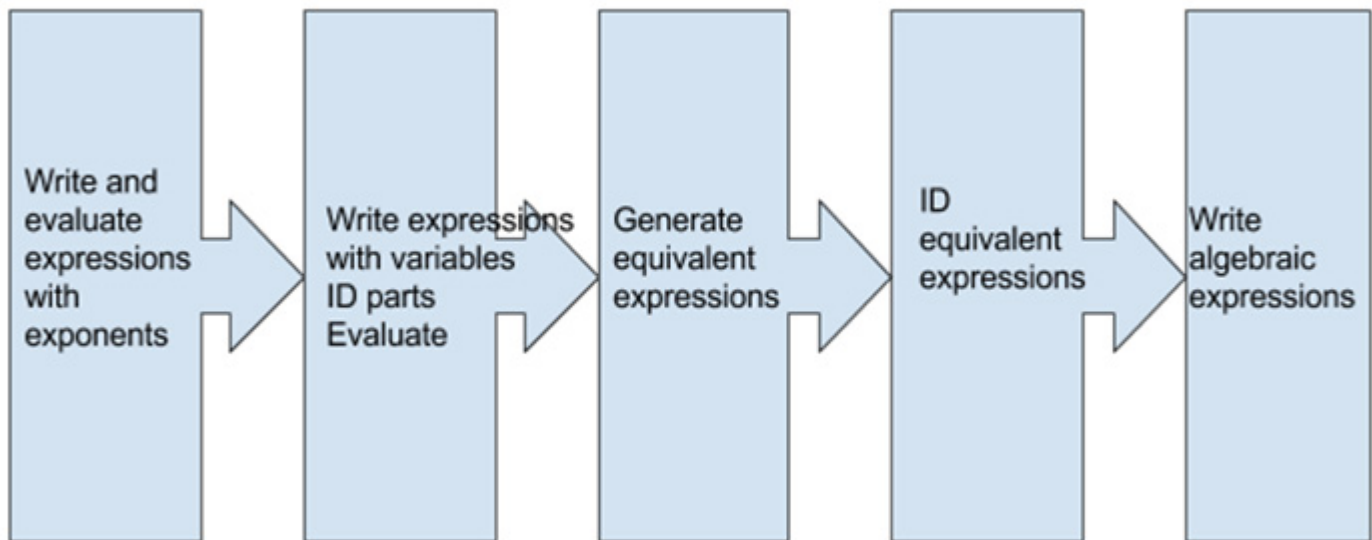 Write and
evaluate
expressions
with
exponents
Write expressions
with variables
ID parts
Evaluate
Generate
equivalent
expressions
ID
equivalent
expressions
Write
algebraic
expressions